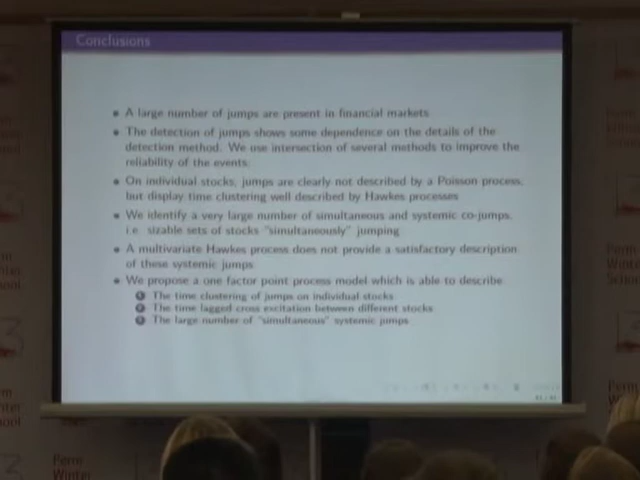 Conclusions
A large number of jumps are present in financial markets
The detection of jumps shows some dependence on the details of the
detection method. We use intersection of several methods to improve the
reliability of the events.
On individual stocks, jumps are clearly not described by a Poisson process,
but display time clustering well described by Hawkes processes
We identify a very large number of simultaneous and systemic co-jumps,
i.e. sizable sets of stocks "simultaneously" jumping
A multivariate Hawkes process does not provide a satisfactory description
of these systemic jumps
We propose a one factor point process model which is able to describe
1 The time clustering of jumps on individual stocks
2 The time lagged cross excitation between different stocks
3 The large number of "simultaneous" systemic jumps
Perm
Winter